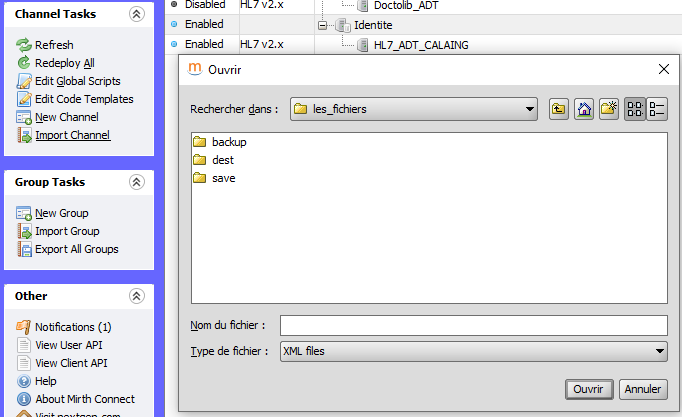 Channel Tasks
Refresh
Redeploy All
Edit Global Scripts
Edit Code Templates
New Channel
Import Channel
Group Tasks
New Group
Import Group
Export All Groups
Other
Notifications (1)
View User API
View Client API
Help
About Mirth Connect
Visit nextgen.com
Disabled HL7 v2.x Doctolib_ADT
Enabled Identite
Enabled HL7 v2.x HL7_ADT_CALAING
Ouvrir
Rechercher dans : les_fichiers
backup
dest
save
Nom du fichier :
Type de fichier : XML files
Ouvrir Annuler